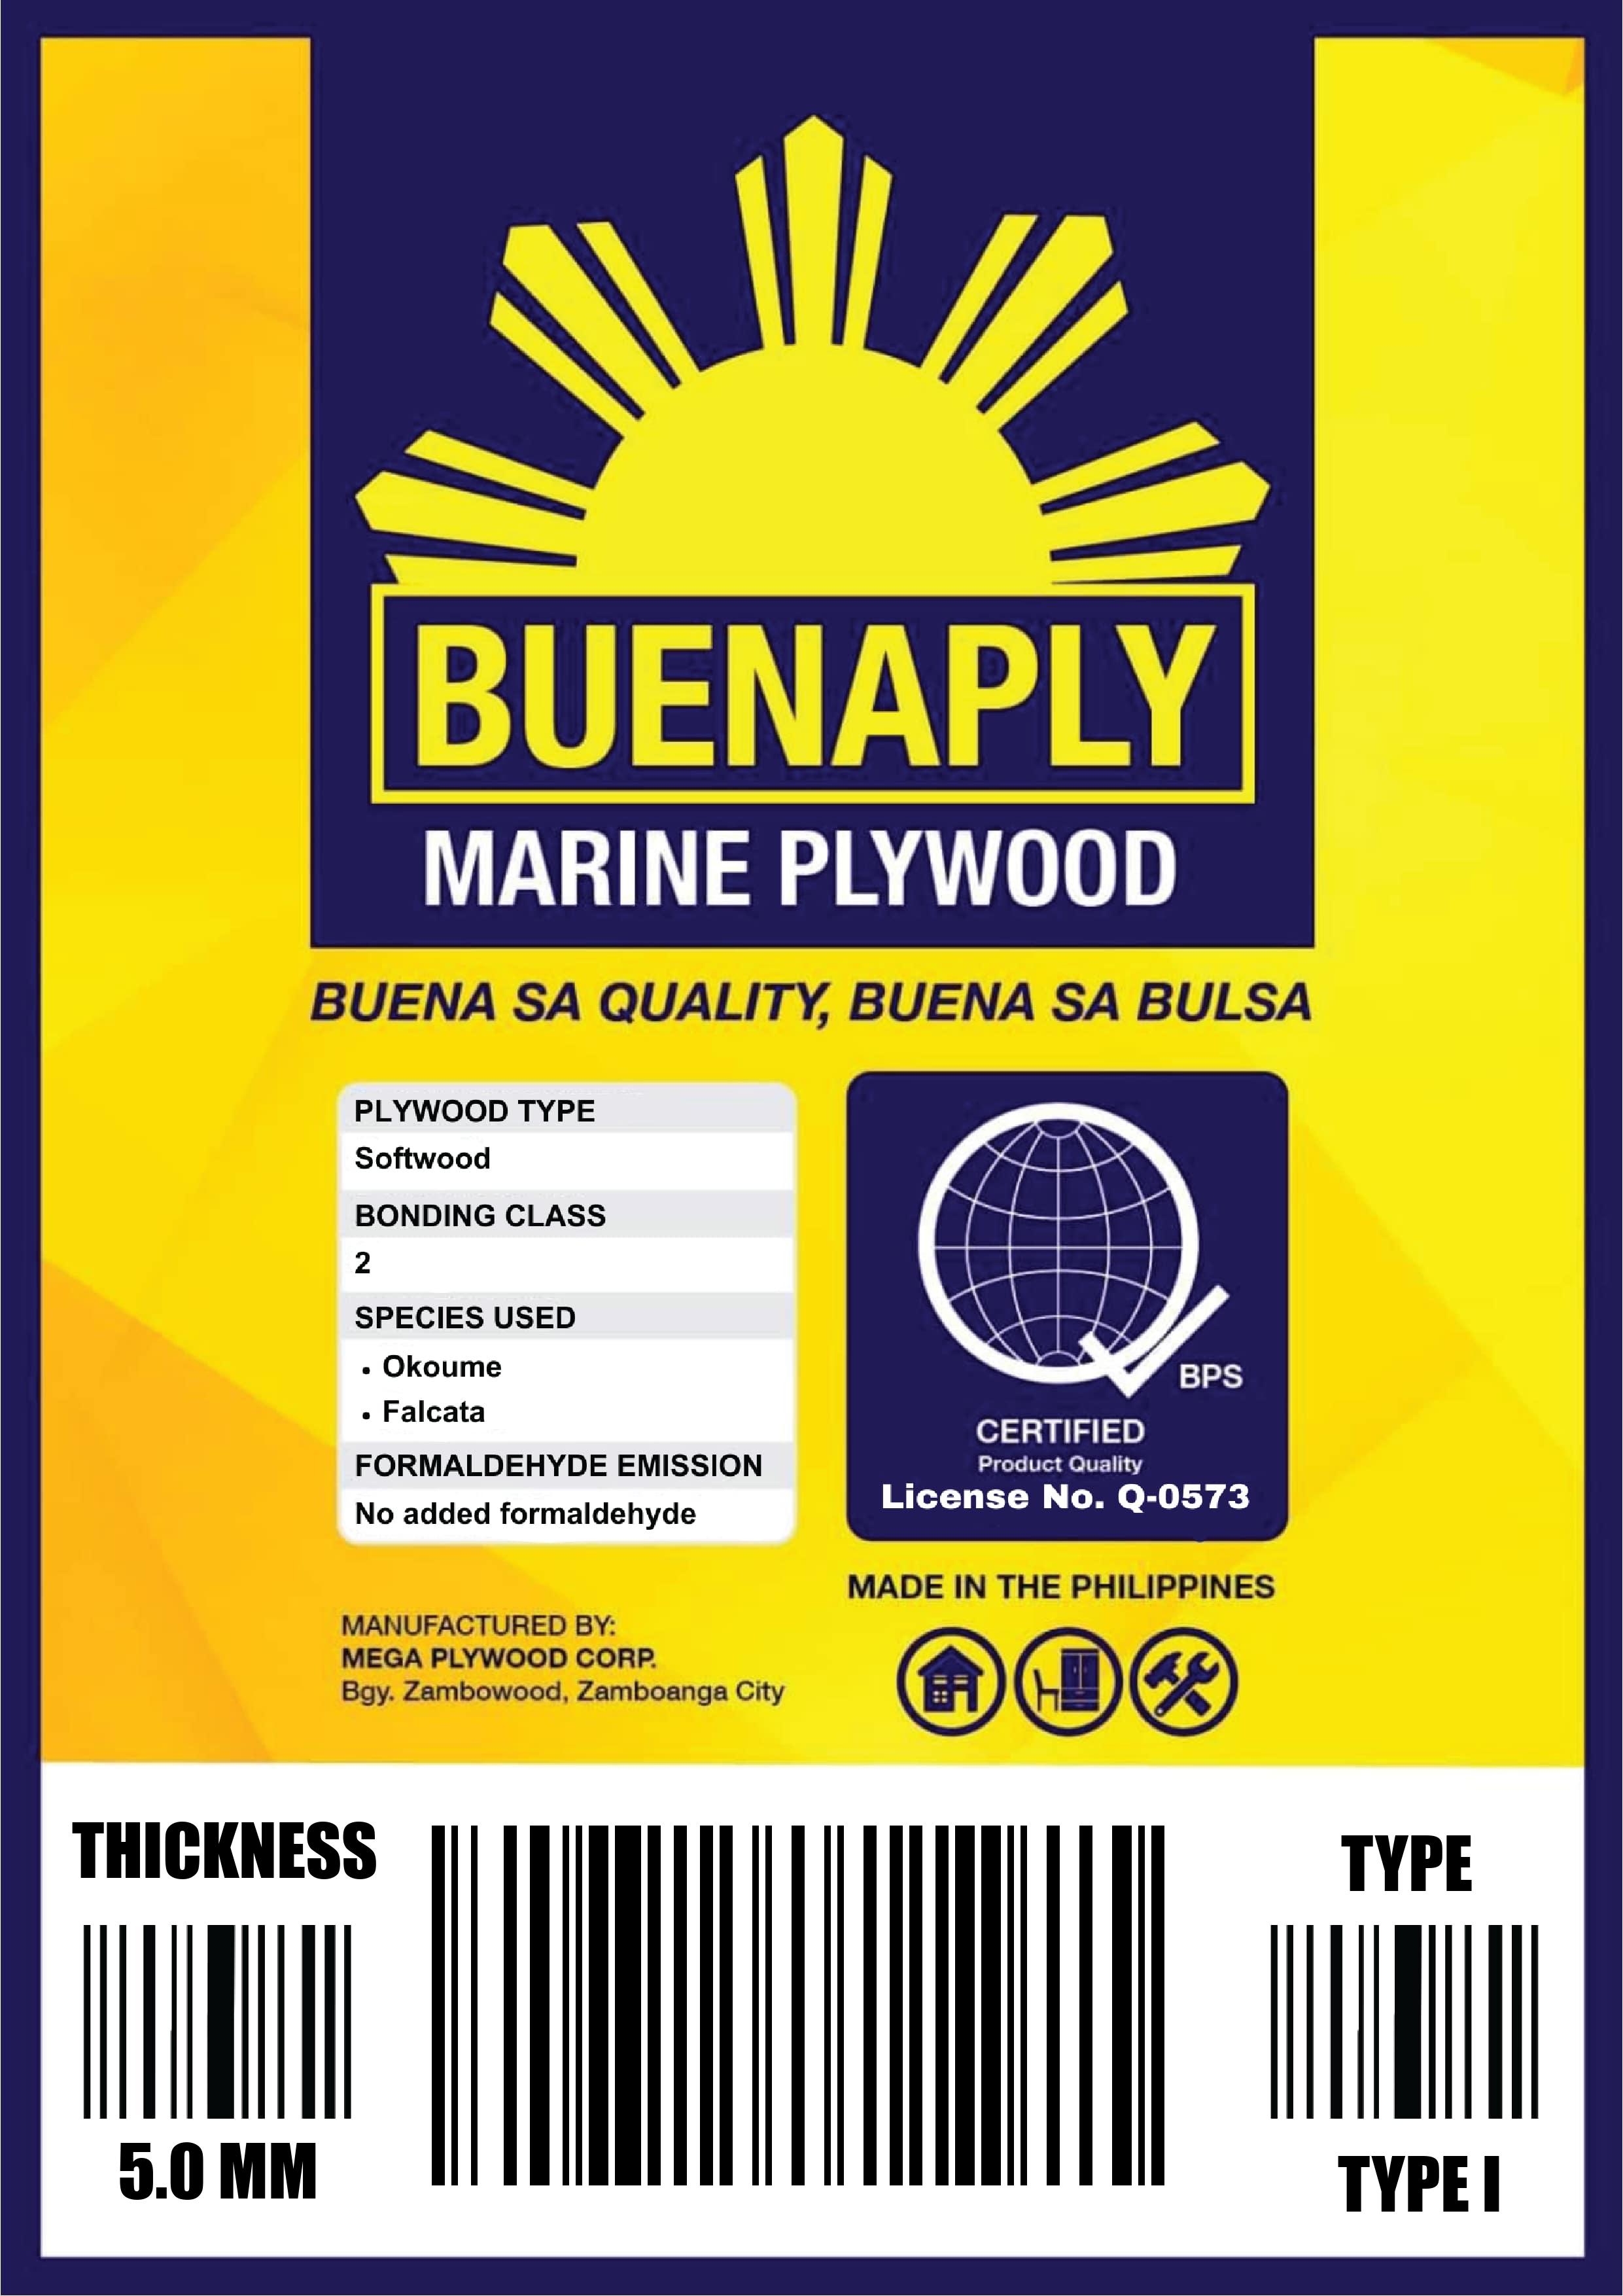 BUENAPLY
MARINE PLYWOOD
BUENA SA QUALITY, BUENA SA BULSA
PLYWOOD TYPE
Softwood
BONDING CLASS
2
SPECIES USED
• Okoume
• Falcata
FORMALDEHYDE EMISSION
No added formaldehyde
BPS
CERTIFIED
Product Quality
License No. Q-0573
MADE IN THE PHILIPPINES
MANUFACTURED BY:
MEGA PLYWOOD CORP.
Bgy. Zambowood, Zamboanga City
THICKNESS
5.0 MM
TYPE
TYPE I